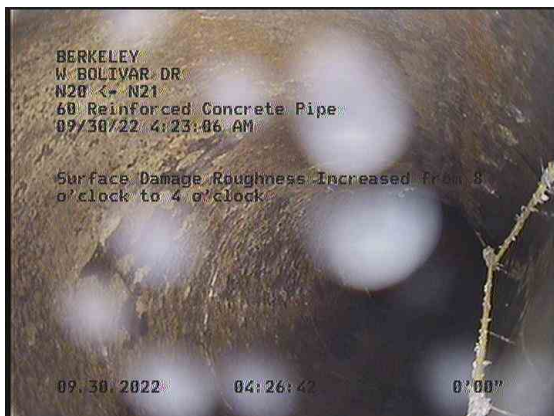 BERKELEY
W BOLIVAR DR
N20 <- N21
60 Reinforced Concrete Pipe
09/30/22 4:23:06 AM
Surface Damage Roughness Increased from 8
o'clock to 4 o'clock
09.30.2022 04:26:42 0'00"